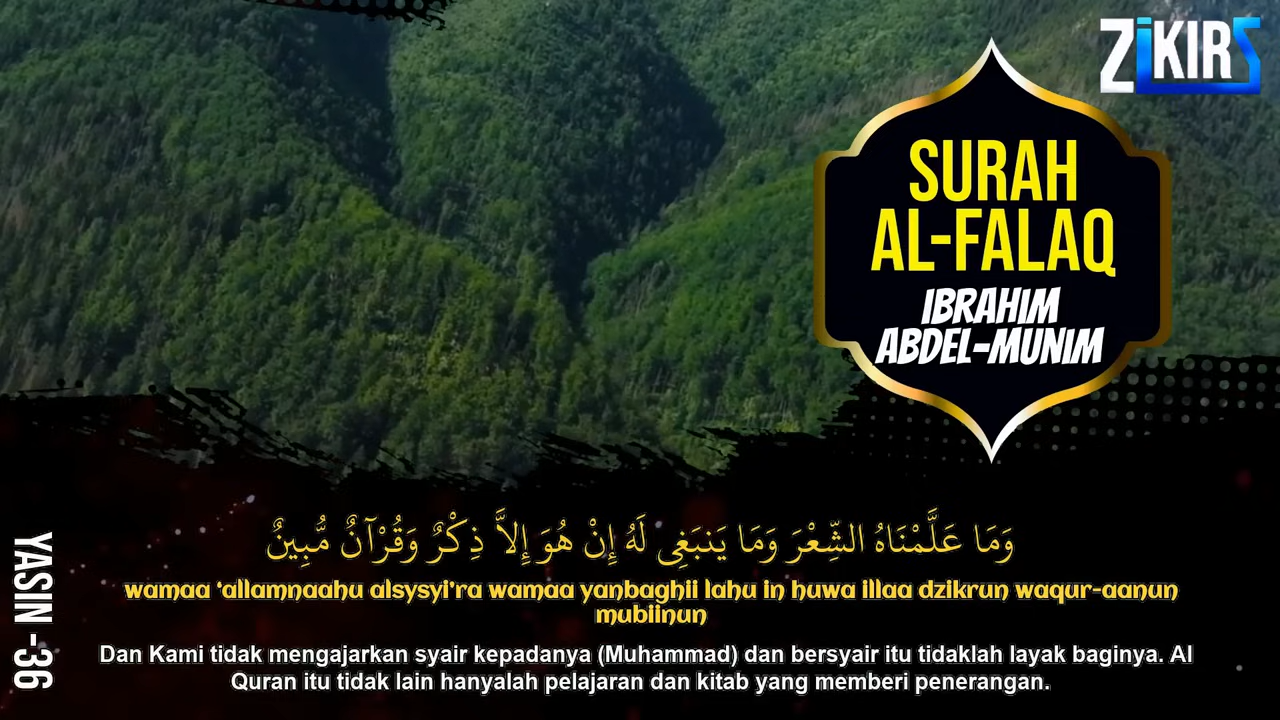 ZiKIRS
SURAH
AL-FALAQ
IBRAHIM
ABDEL-MUNIM
وَمَا عَلَّمْنَاهُ الشِّعْرَ وَمَا يَنبَغِي لَهُ إِنْ هُوَ إِلاَّ ذِكْرٌ وَقُرْآنٌ مُّبِينٌ
wamaa ‘allamnaahu alsysyi’ra wamaa yanbaghii lahu in huwa illaa dzikrun waqur-aanun
mubiinun
Dan Kami tidak mengajarkan syair kepadanya (Muhammad) dan bersyair itu tidaklah layak baginya. Al
Quran itu tidak lain hanyalah pelajaran dan kitab yang memberi penerangan.
YASIN -36